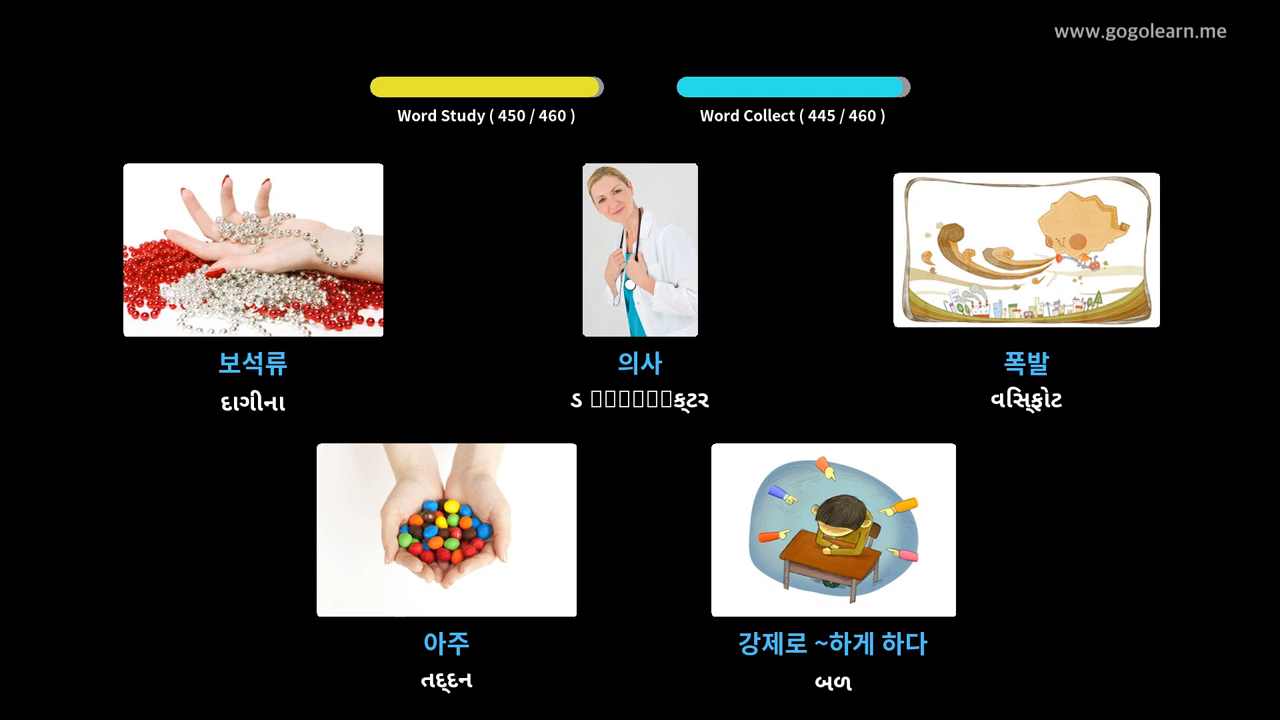 www.gogolearn.me
Word Study ( 450 / 460 )
Word Collect ( 445 / 460 )
보석류
દાગીના
의사
ડ □□□□□□ક્ટર
폭발
વિસ્ફોટ
아주
તદ્દન
강제로 ~하게 하다
બળ